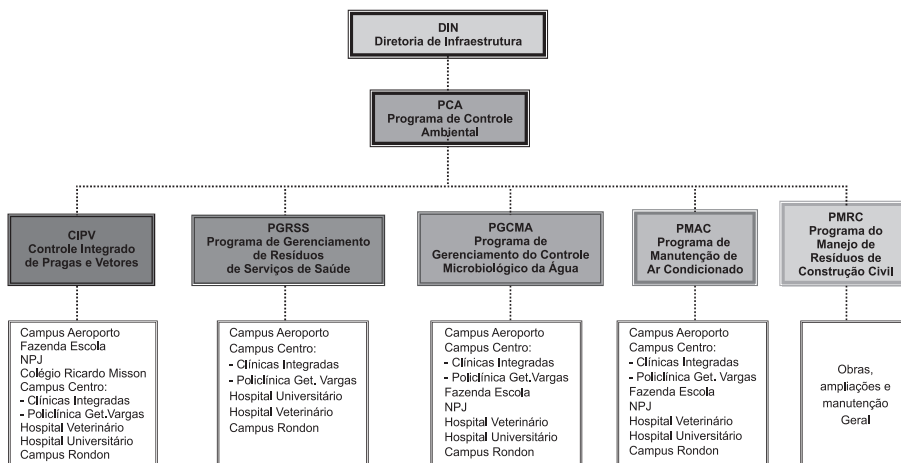 DIN
Diretoria de Infraestrutura
PCA
Programa de Controle
Ambiental
CIPV
Controle Integrado
de Pragas e Vetores
PGRSS
Programa de Gerenciamento
de Resíduos
de Serviços de Saúde
PGCMA
Programa de
Gerenciamento do Controle
Microbiológico da Água
PMAC
Programa de
Manutenção de
Ar Condicionado
PMRC
Programa do
Manejo de
Resíduos de
Construção Civil
Campus Aeroporto
Fazenda Escola
NPJ
Colégio Ricardo Misson
Campus Centro:
- Clínicas Integradas
- Policlínica Get.Vargas
Hospital Veterinário
Hospital Universitário
Campus Rondon
Campus Aeroporto
Campus Centro:
- Clínicas Integradas
- Policlínica Get. Vargas
Hospital Universitário
Hospital Veterinário
Campus Rondon
Campus Aeroporto
Campus Centro:
- Clínicas Integradas
- Policlínica Get.Vargas
Fazenda Escola
NPJ
Hospital Veterinário
Hospital Universitário
Campus Rondon
Campus Aeroporto
Campus Centro:
- Clínicas Integradas
- Policlínica Get. Vargas
Fazenda Escola
NPJ
Hospital Veterinário
Hospital Universitário
Campus Rondon
Obras,
ampliações e
manutenção
Geral